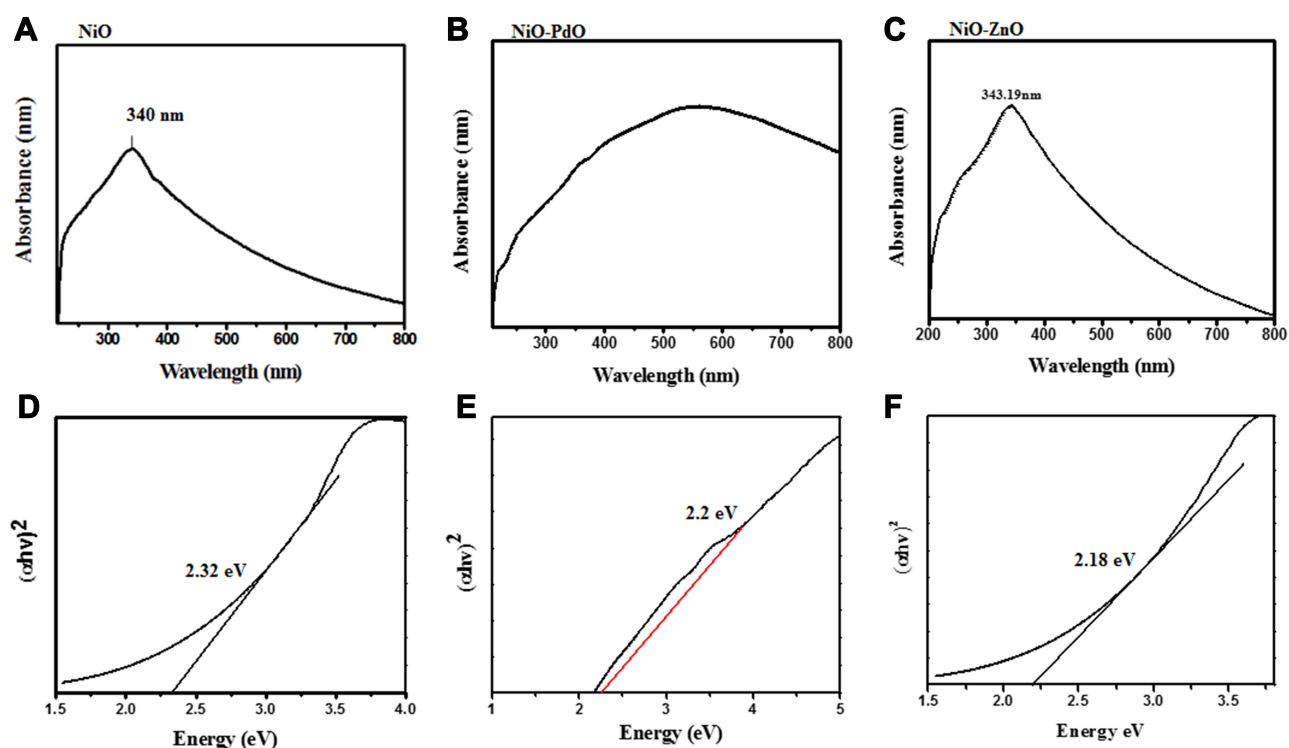 A NiO
340 nm
Absorbance (nm)
300 400 500 600 700 800
Wavelength (nm)
B NiO-PdO
Absorbance (nm)
300 400 500 600 700 800
Wavelength (nm)
C NiO-ZnO
343.19nm
Absorbance (nm)
200 300 400 500 600 700 800
Wavelength (nm)
D
2.32 eV
(αhv)2
1.5 2.0 2.5 3.0 3.5 4.0
Energy (eV)
E
2.2 eV
(αhv)2
1 2 3 4 5
Energy (eV)
F
2.18 eV
(αhv)2
1.5 2.0 2.5 3.0 3.5
Energy eV